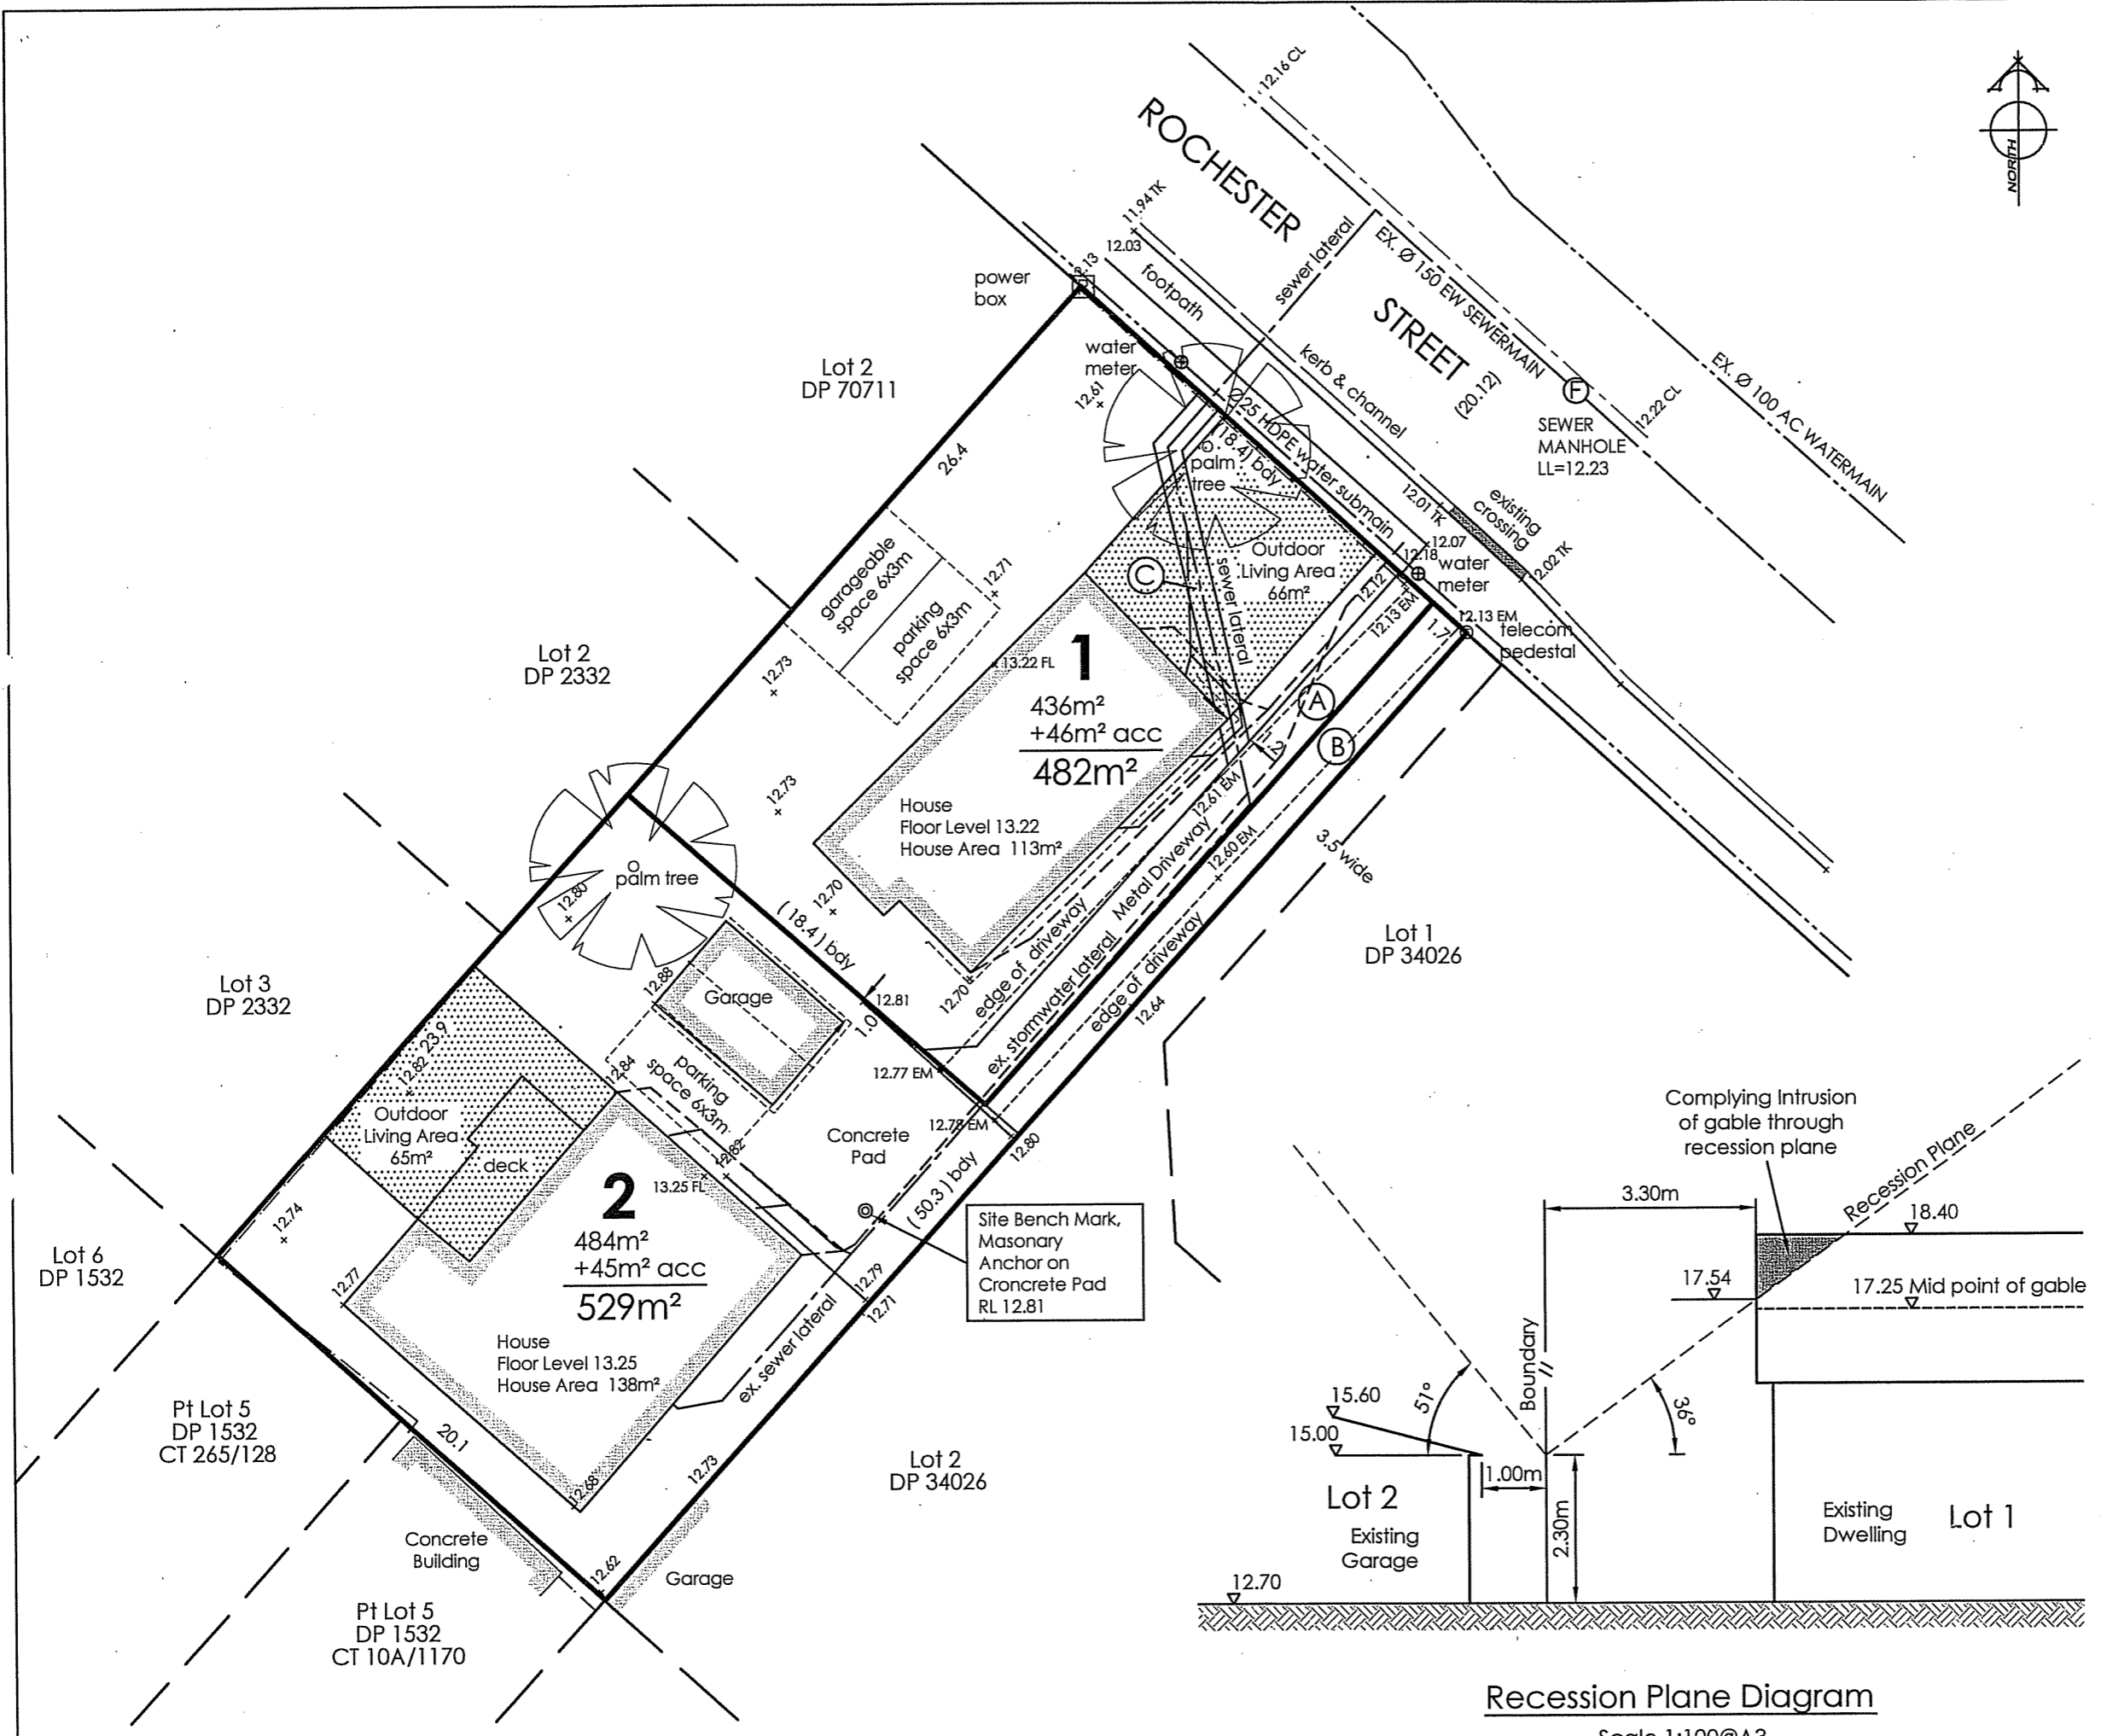 12.16 CL
ROCHESTER
STREET
(20.12)
NORTH
11.94 TK
12.03
12.13
power
box
footpath
sewer lateral
EX. Ø 150 EW SEWERMAIN
EX. Ø 100 AC WATERMAIN
kerb & channel
F
SEWER
MANHOLE
LL=12.23
12.22 CL
water
meter
12.61
Ø25 HDPE water submain
(18.4) bdy
palm
tree
12.01 TK
existing
crossing
2.02 TK
12.07
12.18
water
meter
12.13 EM
telecom
pedestal
1.7
Lot 2
DP 70711
26.4
garageable
space 6x3m
parking
space 6x3m
12.71
12.73
12.73
Outdoor
Living Area
66m²
C
sewer lateral
12.12
12.13 EM
A
B
13.22 FL
1
436m²
+46m² acc
482m²
House
Floor Level 13.22
House Area 113m²
12.61 EM
12.60 EM
3.5 wide
Lot 2
DP 2332
palm tree
12.80
12.70
( 18.4 ) bdy
12.70
edge of driveway
Metal Driveway
ex. stormwater lateral
edge of driveway
12.64
Lot 1
DP 34026
Lot 3
DP 2332
12.88
Garage
12.81
1.0
12.77 EM
12.78 EM
12.80
23.9
12.82
12.84
parking
space 6x3m
12.82
Concrete
Pad
Outdoor
Living Area
65m²
deck
( 50.3 ) bdy
13.25 FL
2
484m²
+45m² acc
529m²
House
Floor Level 13.25
House Area 138m²
12.74
12.77
Site Bench Mark,
Masonary
Anchor on
Croncrete Pad
RL 12.81
12.79
12.71
ex. sewer lateral
Lot 6
DP 1532
Pt Lot 5
DP 1532
CT 265/128
20.1
12.68
12.73
Lot 2
DP 34026
Concrete
Building
12.62
Garage
Pt Lot 5
DP 1532
CT 10A/1170
Complying Intrusion
of gable through
recession plane
Recession Plane
3.30m
18.40
17.54
17.25 Mid point of gable
Boundary
51°
36°
15.60
15.00
1.00m
2.30m
Lot 2
Existing
Garage
Existing
Dwelling
Lot 1
12.70
Recession Plane Diagram
Scale 1:100@A3